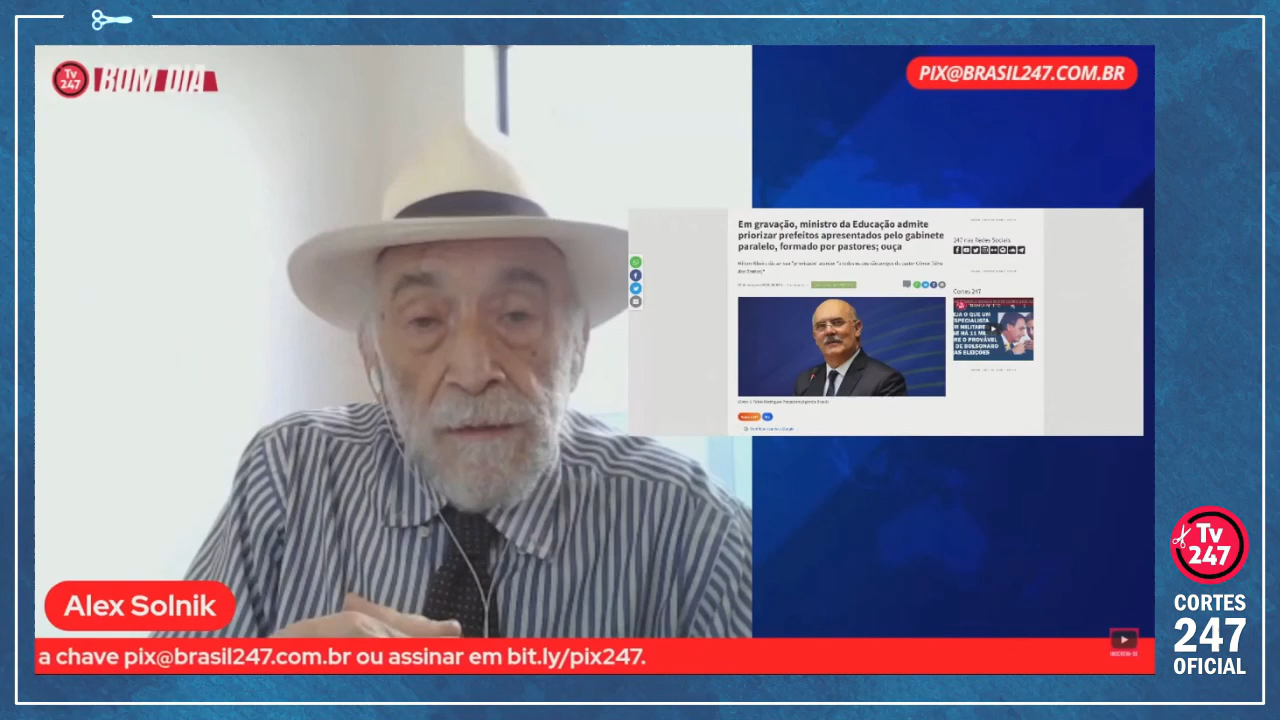 Tv
247
BOM DIA
PIX@BRASIL247.COM.BR
Em gravação, ministro da Educação admite
priorizar prefeitos apresentados pelo gabinete
paralelo, formado por pastores; ouça
247 nas Redes Sociais
Cortes 247
Alex Solnik
a chave pix@brasil247.com.br ou assinar em bit.ly/pix247.
Tv
247
CORTES
247
OFICIAL